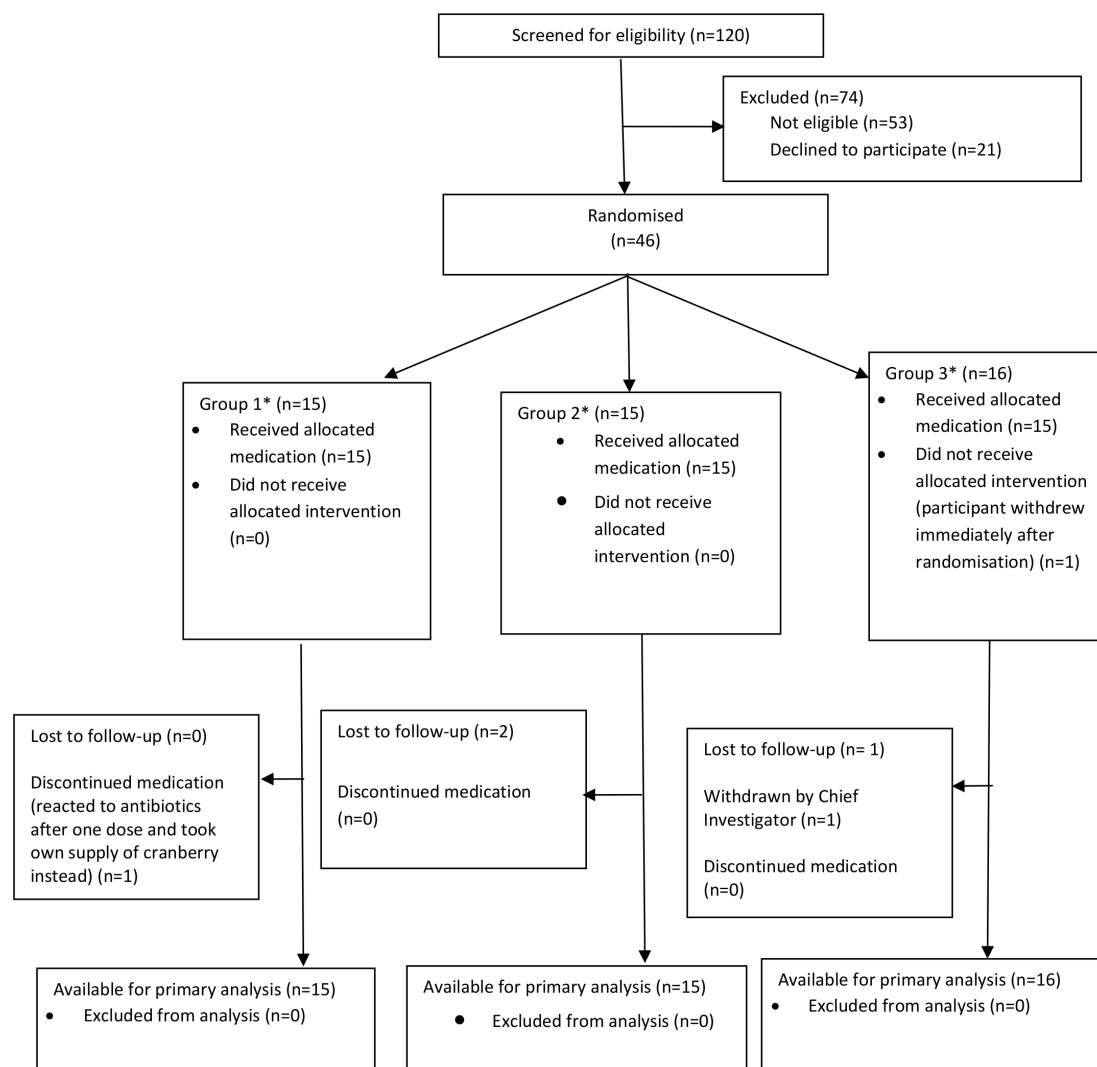 Screened for eligibility (n=120)
Excluded (n=74)
Not eligible (n=53)
Declined to participate (n=21)
Randomised
(n=46)
Group 1* (n=15)
• Received allocated
medication (n=15)
• Did not receive
allocated intervention
(n=0)
Group 2* (n=15)
• Received allocated
medication (n=15)
• Did not receive
allocated
intervention (n=0)
Group 3* (n=16)
• Received allocated
medication (n=15)
• Did not receive
allocated intervention
(participant withdrew
immediately after
randomisation) (n=1)
Lost to follow-up (n=0)
Discontinued medication
(reacted to antibiotics
after one dose and took
own supply of cranberry
instead) (n=1)
Lost to follow-up (n=2)
Discontinued medication
(n=0)
Lost to follow-up (n= 1)
Withdrawn by Chief
Investigator (n=1)
Discontinued medication
(n=0)
Available for primary analysis (n=15)
• Excluded from analysis (n=0)
Available for primary analysis (n=15)
• Excluded from analysis (n=0)
Available for primary analysis (n=16)
• Excluded from analysis (n=0)